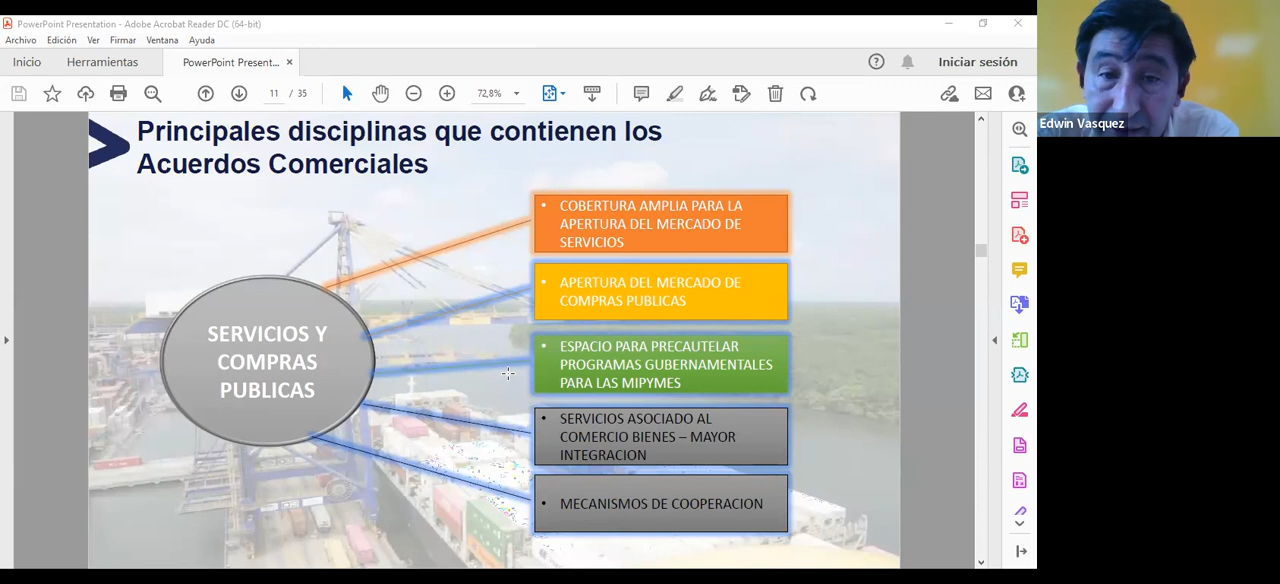 PowerPoint Presentation - Adobe Acrobat Reader DC (64-bit)
Archivo Edición Ver Firmar Ventana Ayuda
Inicio Herramientas PowerPoint Present... × Iniciar sesión
11 / 35 72,8%
Edwin Vasquez
Principales disciplinas que contienen los
Acuerdos Comerciales
SERVICIOS Y
COMPRAS
PUBLICAS
• COBERTURA AMPLIA PARA LA
APERTURA DEL MERCADO DE
SERVICIOS
• APERTURA DEL MERCADO DE
COMPRAS PUBLICAS
• ESPACIO PARA PRECAUTELAR
PROGRAMAS GUBERNAMENTALES
PARA LAS MIPYMES
• SERVICIOS ASOCIADO AL
COMERCIO BIENES – MAYOR
INTEGRACION
• MECANISMOS DE COOPERACION